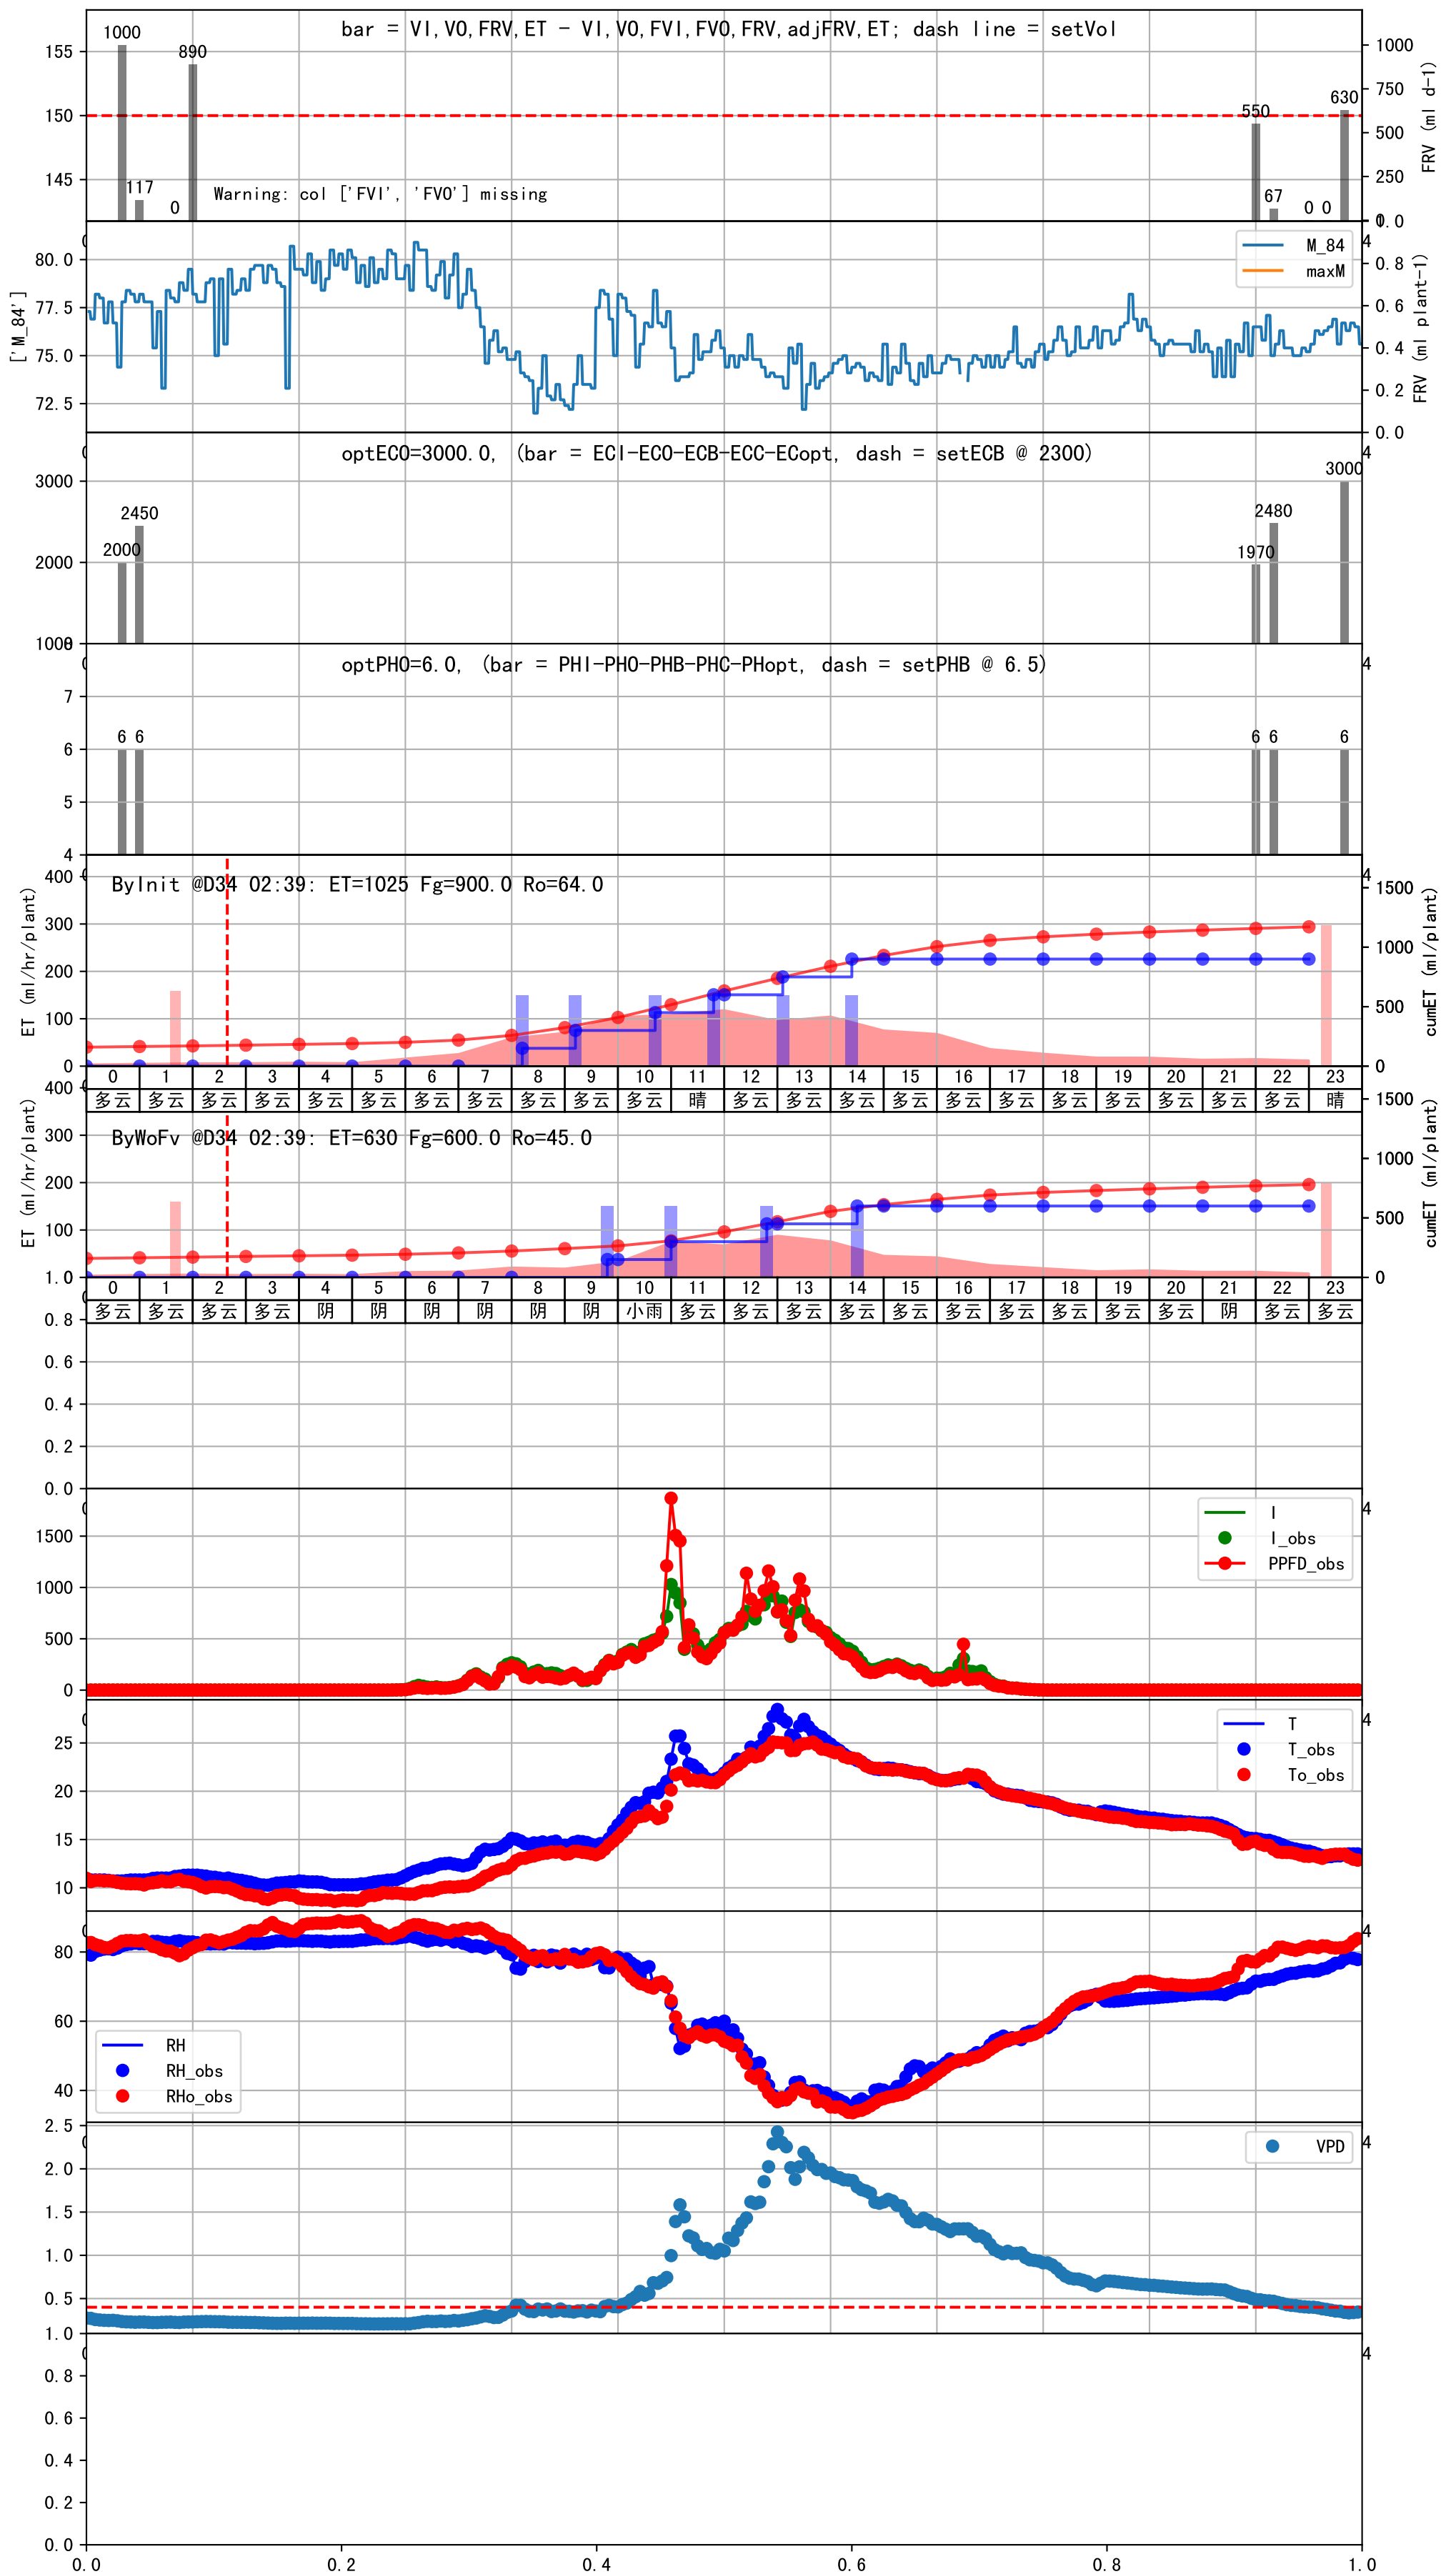 bar = VI,VO,FRV,ET - VI,VO,FVI,FVO,FRV,adjFRV,ET; dash line = setVol
1000
890
117
0
550
67
0 0
630
Warning: col ['FVI', 'FVO'] missing
155
150
145
1000
750
500
250
FRV (ml d-1)
['M_84']
80.0
77.5
75.0
72.5
M_84
maxM
1.0
0.8
0.6
0.4
0.2
0.0
FRV (ml plant-1)
optECO=3000.0, (bar = ECI-ECO-ECB-ECC-ECopt, dash = setECB @ 2300)
3000
2000
2000
2450
1970
2480
3000
optPHO=6.0, (bar = PHI-PHO-PHB-PHC-PHopt, dash = setPHB @ 6.5)
7
6
5
4
6 6
6 6
6
ByInit @D34 02:39: ET=1025 Fg=900.0 Ro=64.0
ET (ml/hr/plant)
400
300
200
100
0
1500
1000
500
0
cumET (ml/plant)
0 1 2 3 4 5 6 7 8 9 10 11 12 13 14 15 16 17 18 19 20 21 22 23
多云 多云 多云 多云 多云 多云 多云 多云 多云 多云 多云 晴 多云 多云 多云 多云 多云 多云 多云 多云 多云 多云 多云 晴
ByWoFv @D34 02:39: ET=630 Fg=600.0 Ro=45.0
ET (ml/hr/plant)
400
300
200
100
1500
1000
500
0
cumET (ml/plant)
0 1 2 3 4 5 6 7 8 9 10 11 12 13 14 15 16 17 18 19 20 21 22 23
多云 多云 多云 多云 阴 阴 阴 阴 阴 阴 小雨 多云 多云 多云 多云 多云 多云 多云 多云 多云 多云 阴 多云 多云
1.0
0.8
0.6
0.4
0.2
0.0
I
I_obs
PPFD_obs
1500
1000
500
0
T
T_obs
To_obs
25
20
15
10
RH
RH_obs
RHo_obs
80
60
40
VPD
2.5
2.0
1.5
1.0
0.5
1.0
0.8
0.6
0.4
0.2
0.0
0.0 0.2 0.4 0.6 0.8 1.0